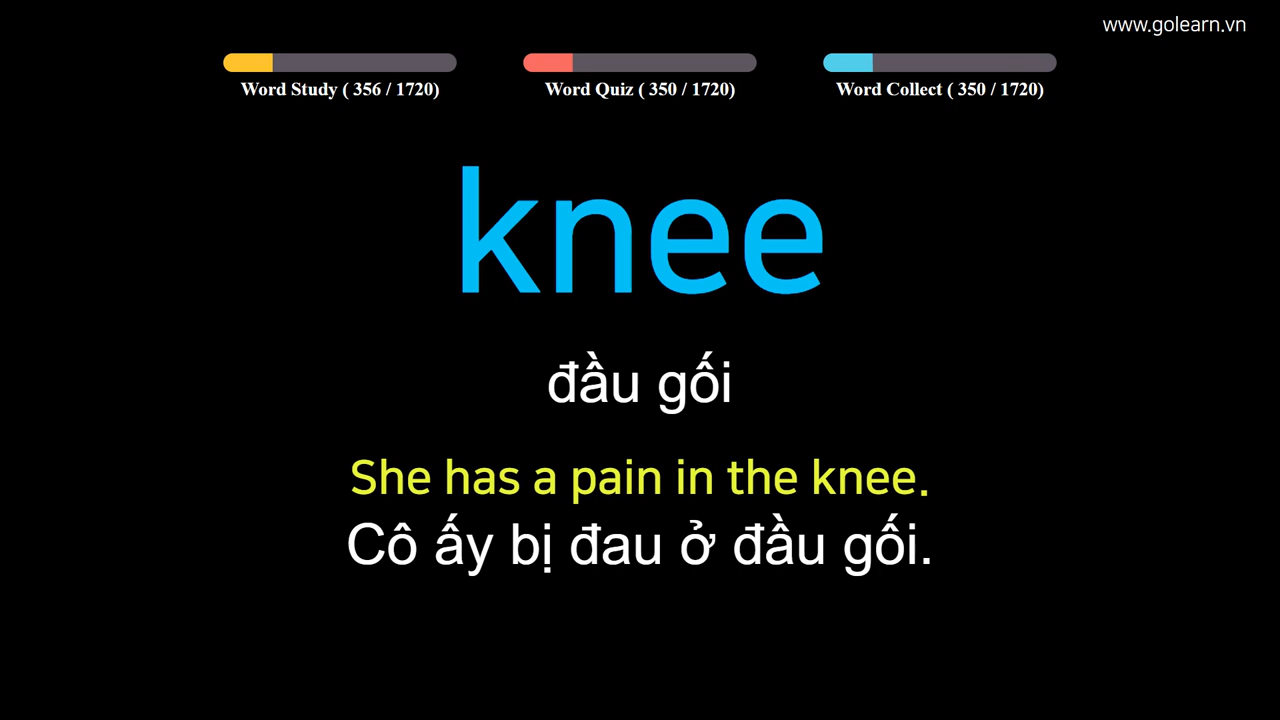 www.golearn.vn
Word Study ( 356 / 1720)
Word Quiz ( 350 / 1720)
Word Collect ( 350 / 1720)
knee
đầu gối
She has a pain in the knee.
Cô ấy bị đau ở đầu gối.